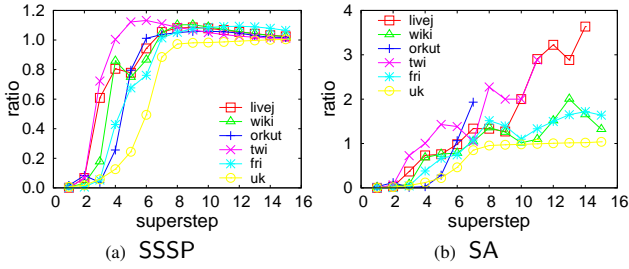 1.2
1.0
0.8
0.6
0.4
0.2
0.0
ratio
0 2 4 6 8 10 12 14 16
superstep
livej
wiki
orkut
twi
fri
uk
(a) SSSP
4
3
2
1
0
ratio
0 2 4 6 8 10 12 14 16
superstep
livej
wiki
orkut
twi
fri
uk
(b) SA